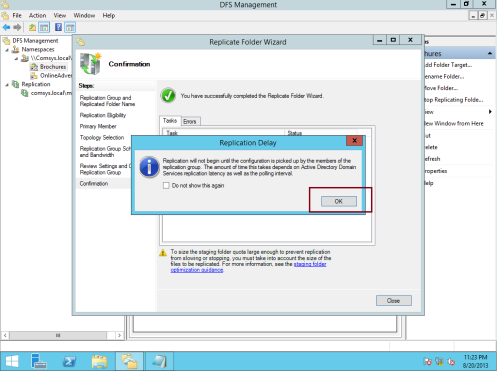 DFS Management
File Action View Window Help
DFS Management
Namespaces
\\Comsys.local\
Brochures
OnlineAdver
Replication
comsys.local\
Replicate Folder Wizard
Confirmation
Steps:
Replication Group and
Replicated Folder Name
Replication Eligibility
Primary Member
Topology Selection
Replication Group Sch
and Bandwidth
Review Settings and C
Replication Group
Confirmation
You have successfully completed the Replicate Folder Wizard.
Tasks Errors
Task Status
Replication Delay
Replication will not begin until the configuration is picked up by the members of the
replication group. The amount of time this takes depends on Active Directory Domain
Services replication latency as well as the polling interval.
Do not show this again
OK
To size the staging folder quota large enough to prevent replication
from slowing or stopping, you must take into account the size of the
files to be replicated. For more information, see the staging folder
optimization guidance.
Close
hures
dd Folder Target...
ename Folder...
ove Folder...
top Replicating Folde...
iew
ew Window from Here
ut
elete
efresh
roperties
elp
11:23 PM
8/20/2013